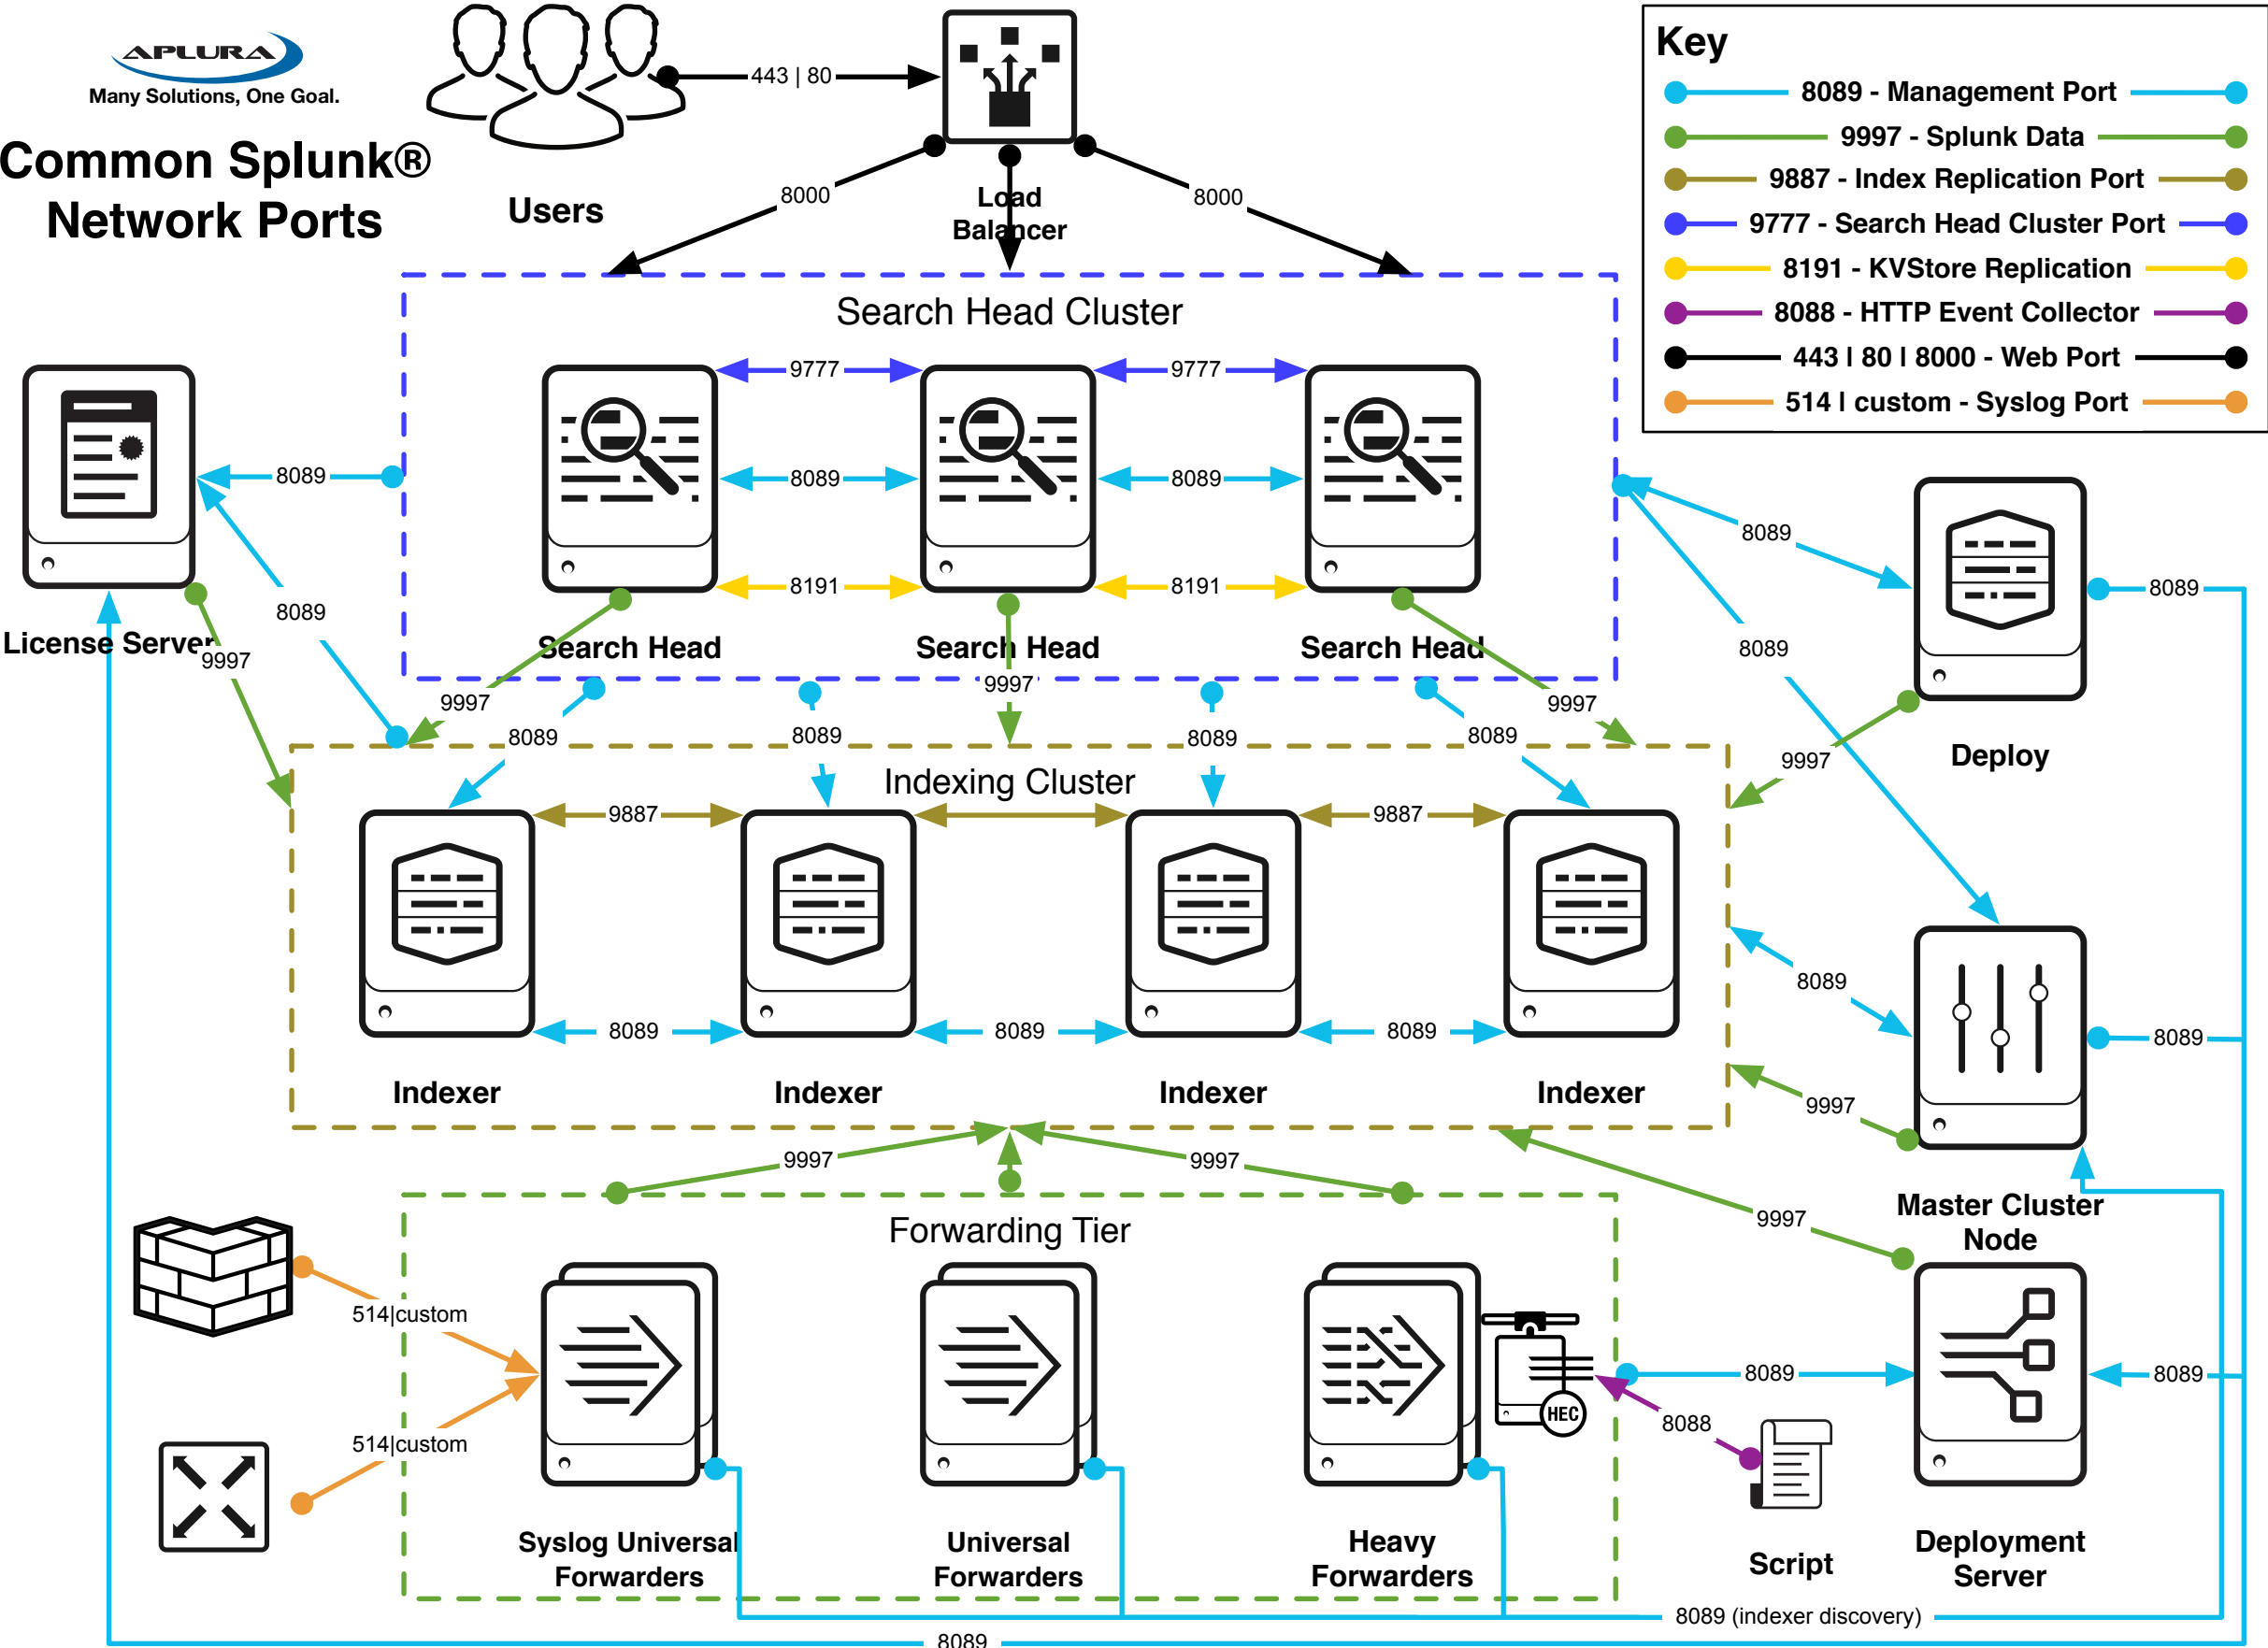 APLURA
Many Solutions, One Goal.
Common Splunk®
Network Ports
Users
443 | 80
Load
Balancer
8000
8000
Key
8089 - Management Port
9997 - Splunk Data
9887 - Index Replication Port
9777 - Search Head Cluster Port
8191 - KVStore Replication
8088 - HTTP Event Collector
443 | 80 | 8000 - Web Port
514 | custom - Syslog Port
Search Head Cluster
9777
9777
8089
8089
8089
8191
8191
Search Head
Search Head
Search Head
License Server
8089
9997
8089
8089
8089
Deploy
9997
9997
9997
9997
8089
8089
8089
8089
Indexing Cluster
9887
9887
8089
8089
8089
Indexer
Indexer
Indexer
Indexer
8089
8089
9997
Master Cluster
Node
9997
9997
9997
Forwarding Tier
514|custom
514|custom
HEC
8089
8089
8088
Syslog Universal
Forwarders
Universal
Forwarders
Heavy
Forwarders
Script
Deployment
Server
8089 (indexer discovery)
8089